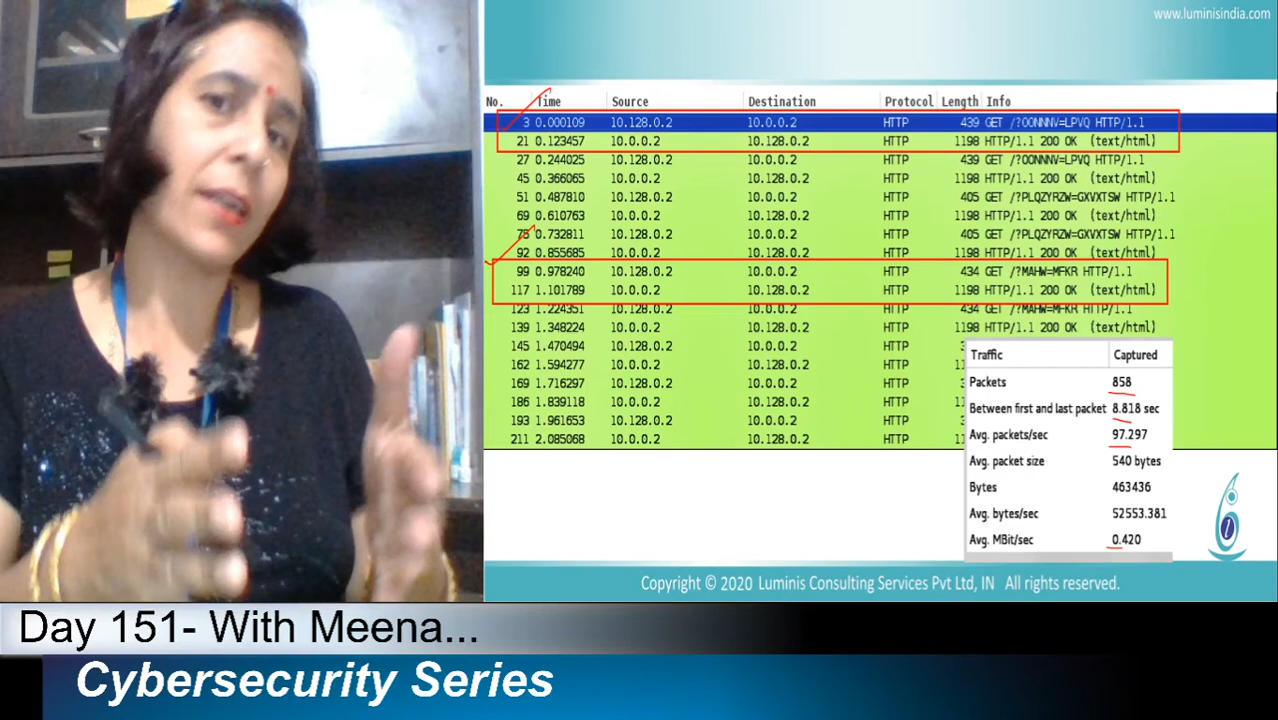 www.luminisindia.com
No. Time Source Destination Protocol Length Info
3 0.000109 10.128.0.2 10.0.0.2 HTTP 439 GET /?OONNNV=LPVQ HTTP/1.1
21 0.123457 10.0.0.2 10.128.0.2 HTTP 1198 HTTP/1.1 200 OK (text/html)
27 0.244025 10.128.0.2 10.0.0.2 HTTP 439 GET /?OONNNV=LPVQ HTTP/1.1
45 0.366065 10.0.0.2 10.128.0.2 HTTP 1198 HTTP/1.1 200 OK (text/html)
51 0.487810 10.128.0.2 10.0.0.2 HTTP 405 GET /?PLQZYRZW=GXVXTSW HTTP/1.1
69 0.610763 10.0.0.2 10.128.0.2 HTTP 1198 HTTP/1.1 200 OK (text/html)
75 0.732811 10.128.0.2 10.0.0.2 HTTP 405 GET /?PLQZYRZW=GXVXTSW HTTP/1.1
92 0.855685 10.0.0.2 10.128.0.2 HTTP 1198 HTTP/1.1 200 OK (text/html)
99 0.978240 10.128.0.2 10.0.0.2 HTTP 434 GET /?MAHW=MFKR HTTP/1.1
117 1.101789 10.0.0.2 10.128.0.2 HTTP 1198 HTTP/1.1 200 OK (text/html)
123 1.224351 10.128.0.2 10.0.0.2 HTTP 434 GET /?MAHW=MFKR HTTP/1.1
139 1.348224 10.0.0.2 10.128.0.2 HTTP 1198 HTTP/1.1 200 OK (text/html)
145 1.470494 10.128.0.2 10.0.0.2 HTTP
162 1.594277 10.0.0.2 10.128.0.2 HTTP
169 1.716297 10.128.0.2 10.0.0.2 HTTP
186 1.839118 10.0.0.2 10.128.0.2 HTTP
193 1.961653 10.128.0.2 10.0.0.2 HTTP
211 2.085068 10.0.0.2 10.128.0.2 HTTP
Traffic Captured
Packets 858
Between first and last packet 8.818 sec
Avg. packets/sec 97.297
Avg. packet size 540 bytes
Bytes 463436
Avg. bytes/sec 52553.381
Avg. MBit/sec 0.420
Copyright © 2020 Luminis Consulting Services Pvt Ltd, IN All rights reserved.
Day 151- With Meena...
Cybersecurity Series